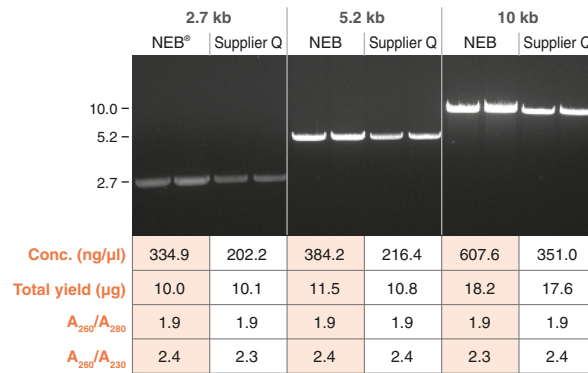 2.7 kb 5.2 kb 10 kb
NEB® Supplier Q NEB Supplier Q NEB Supplier Q
10.0
5.2
2.7
Conc. (ng/µl) 334.9 202.2 384.2 216.4 607.6 351.0
Total yield (µg) 10.0 10.1 11.5 10.8 18.2 17.6
A260/A280 1.9 1.9 1.9 1.9 1.9 1.9
A260/A230 2.4 2.3 2.4 2.4 2.3 2.4